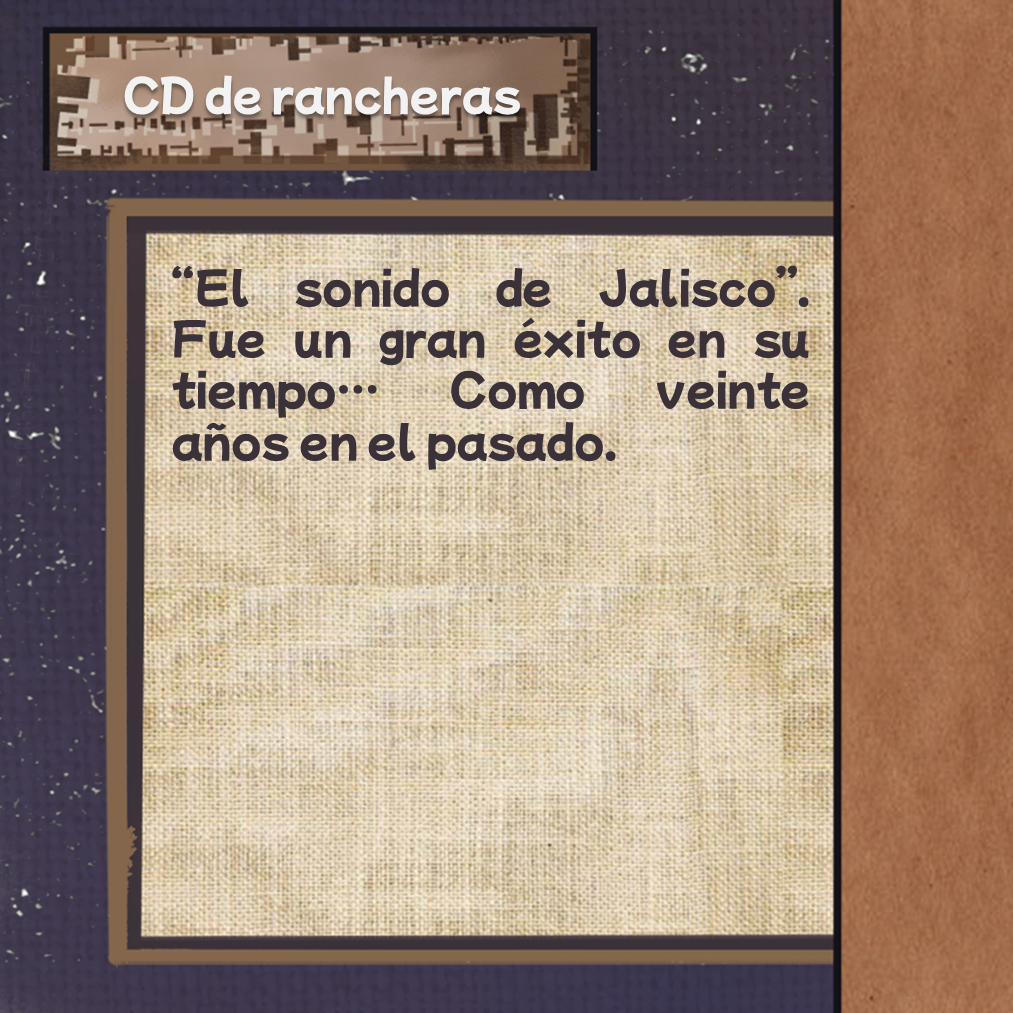 CD de rancheras
“El sonido de Jalisco”.
Fue un gran éxito en su
tiempo··· Como veinte
años en el pasado.